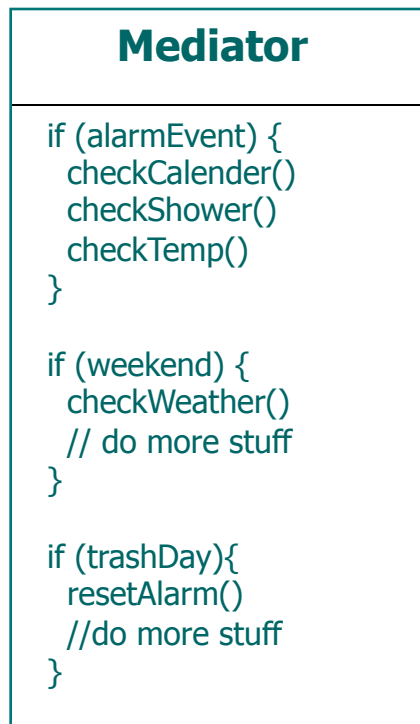 Mediator
if (alarmEvent) {
checkCalender()
checkShower()
checkTemp()
}
if (weekend) {
checkWeather()
// do more stuff
}
if (trashDay){
resetAlarm()
//do more stuff
}